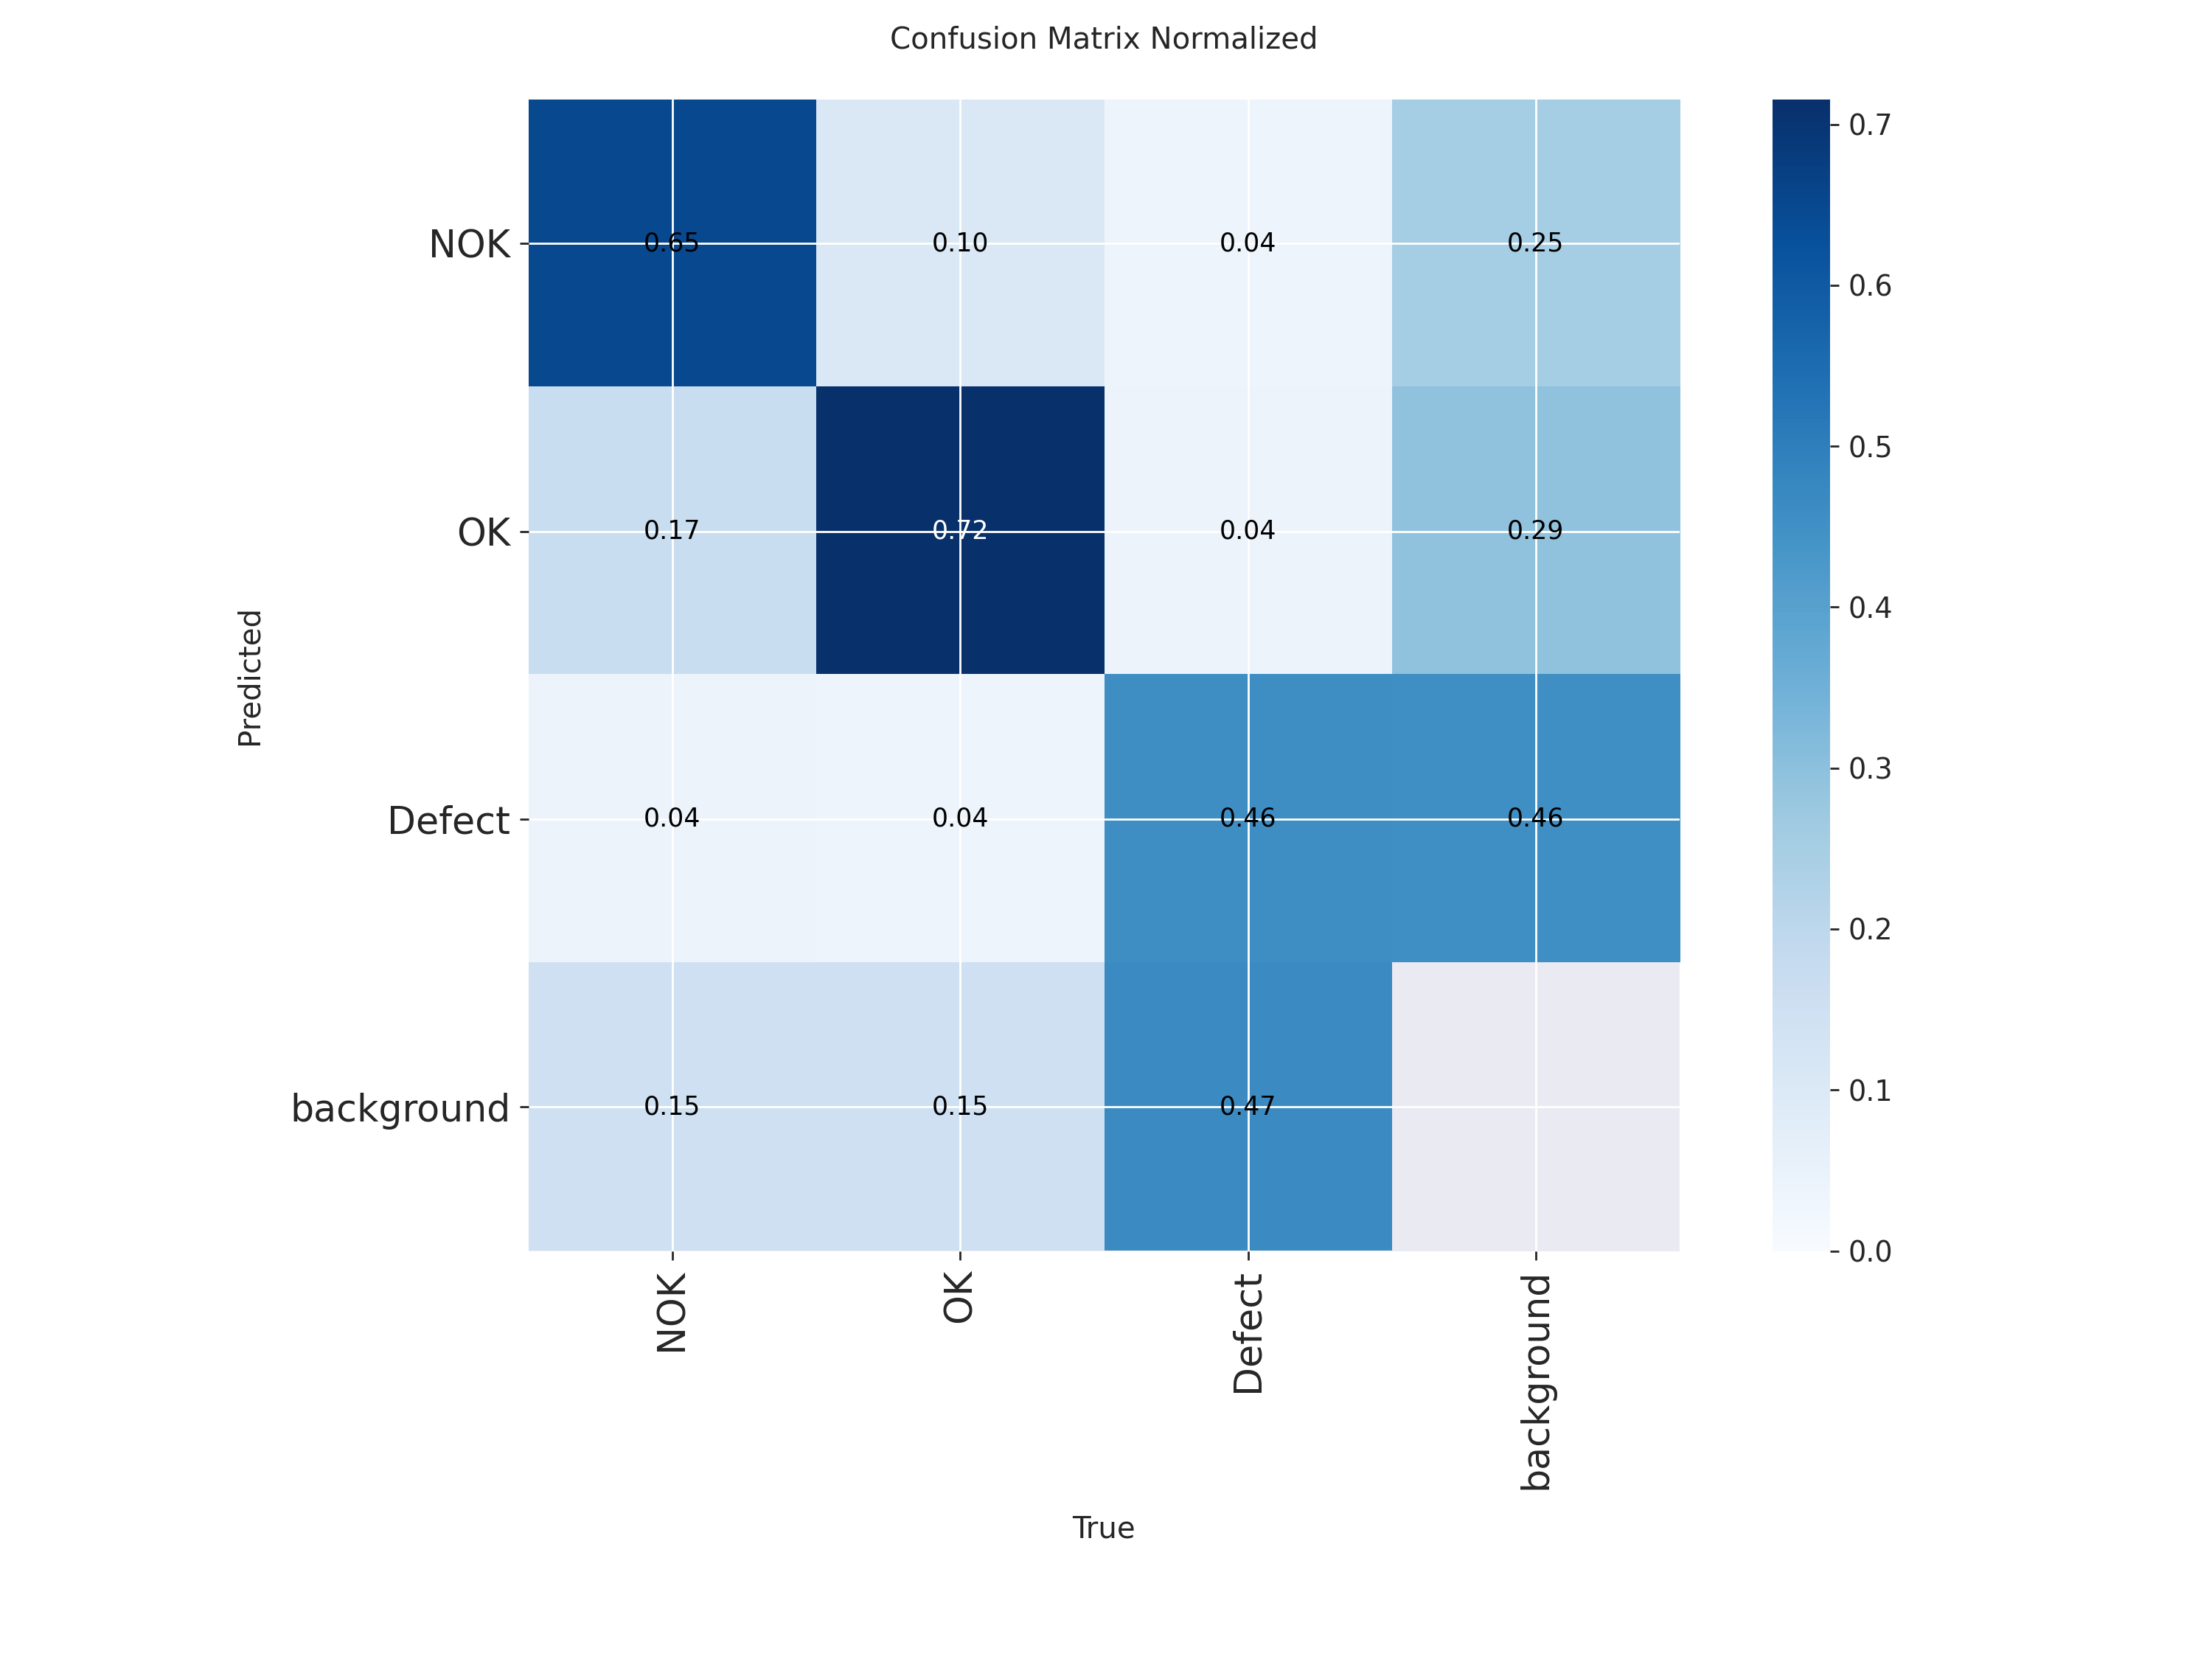 Confusion Matrix Normalized
NOK
0.65 0.10 0.04 0.25
OK
0.17 0.72 0.04 0.29
Defect
0.04 0.04 0.46 0.46
background
0.15 0.15 0.47
Predicted
NOK
OK
Defect
background
True
0.7
0.6
0.5
0.4
0.3
0.2
0.1
0.0